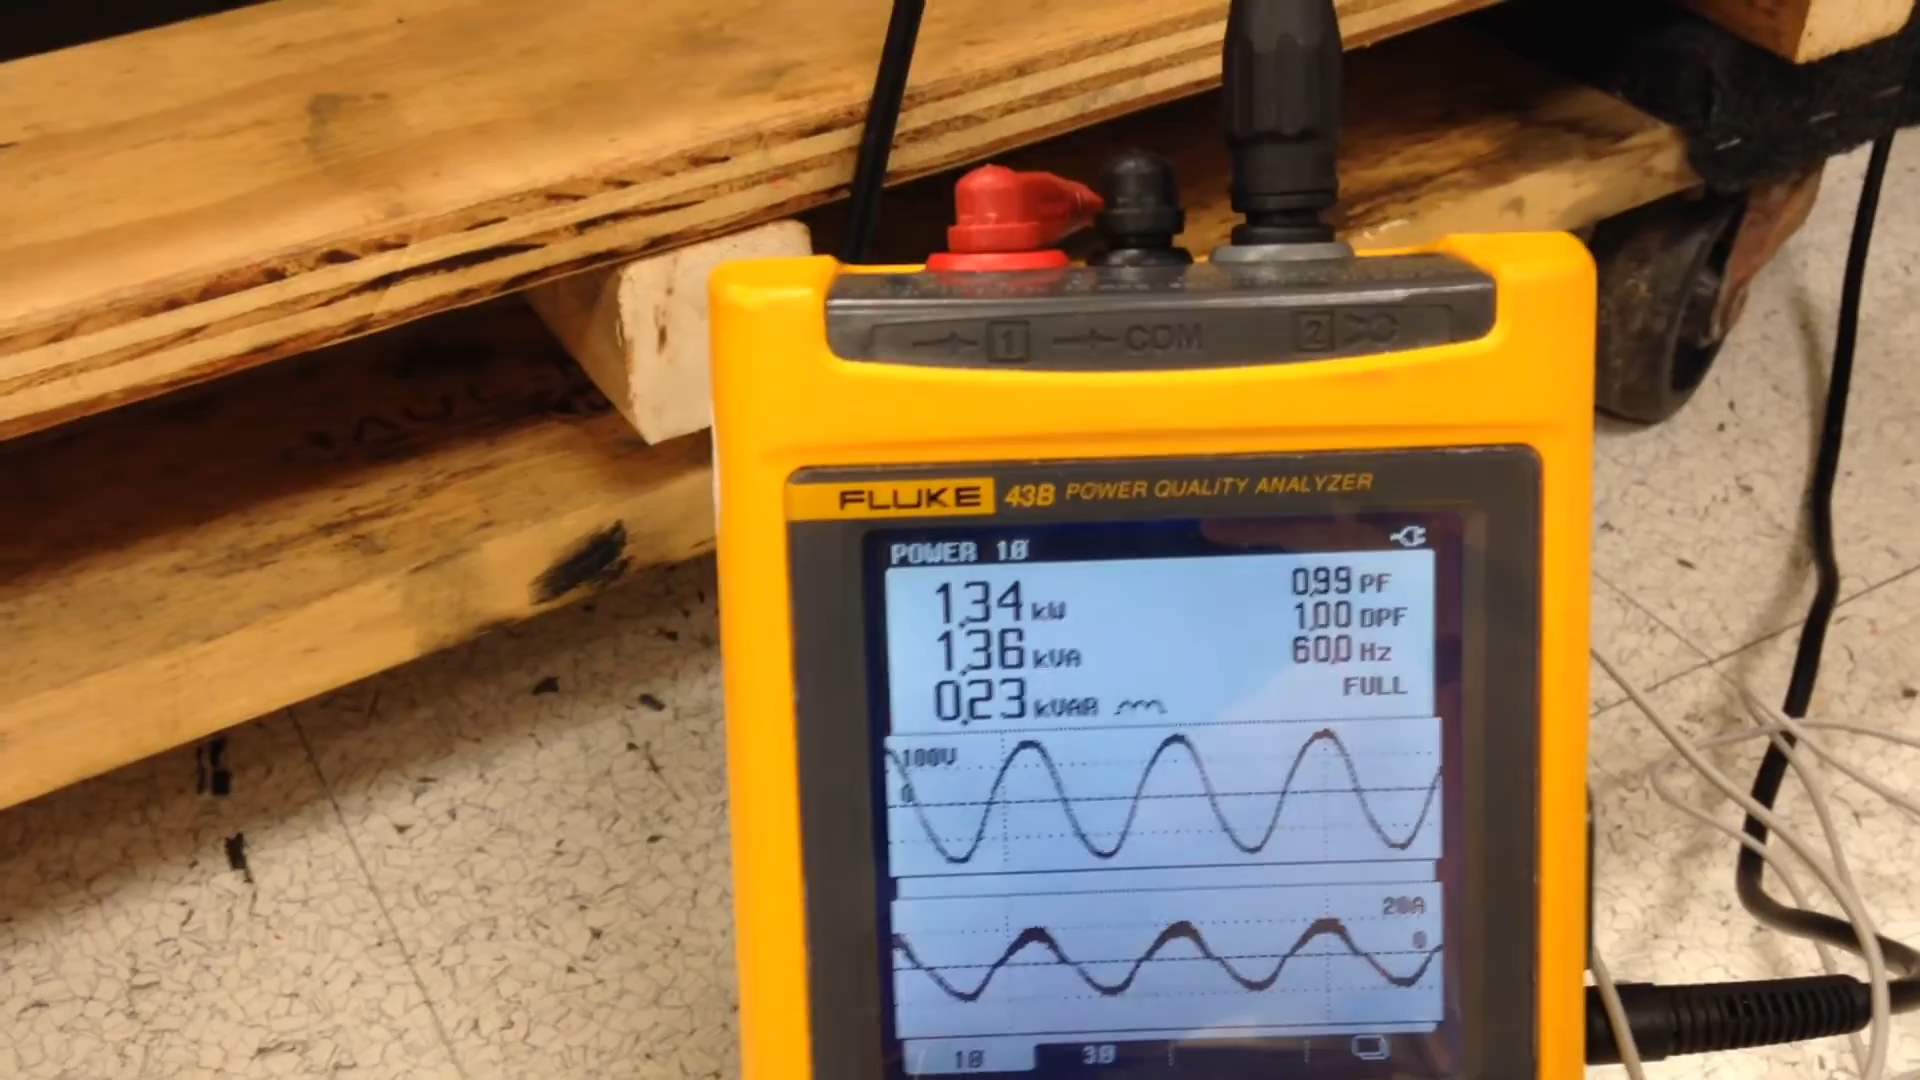 1 COM 2
FLUKE 43B POWER QUALITY ANALYZER
POWER 1Ø
1.34 kW 0.99 PF
1.36 kVA 1.00 DPF
0.23 kVAR 60.0 Hz
FULL
100V
0
20A
0
1Ø 3Ø